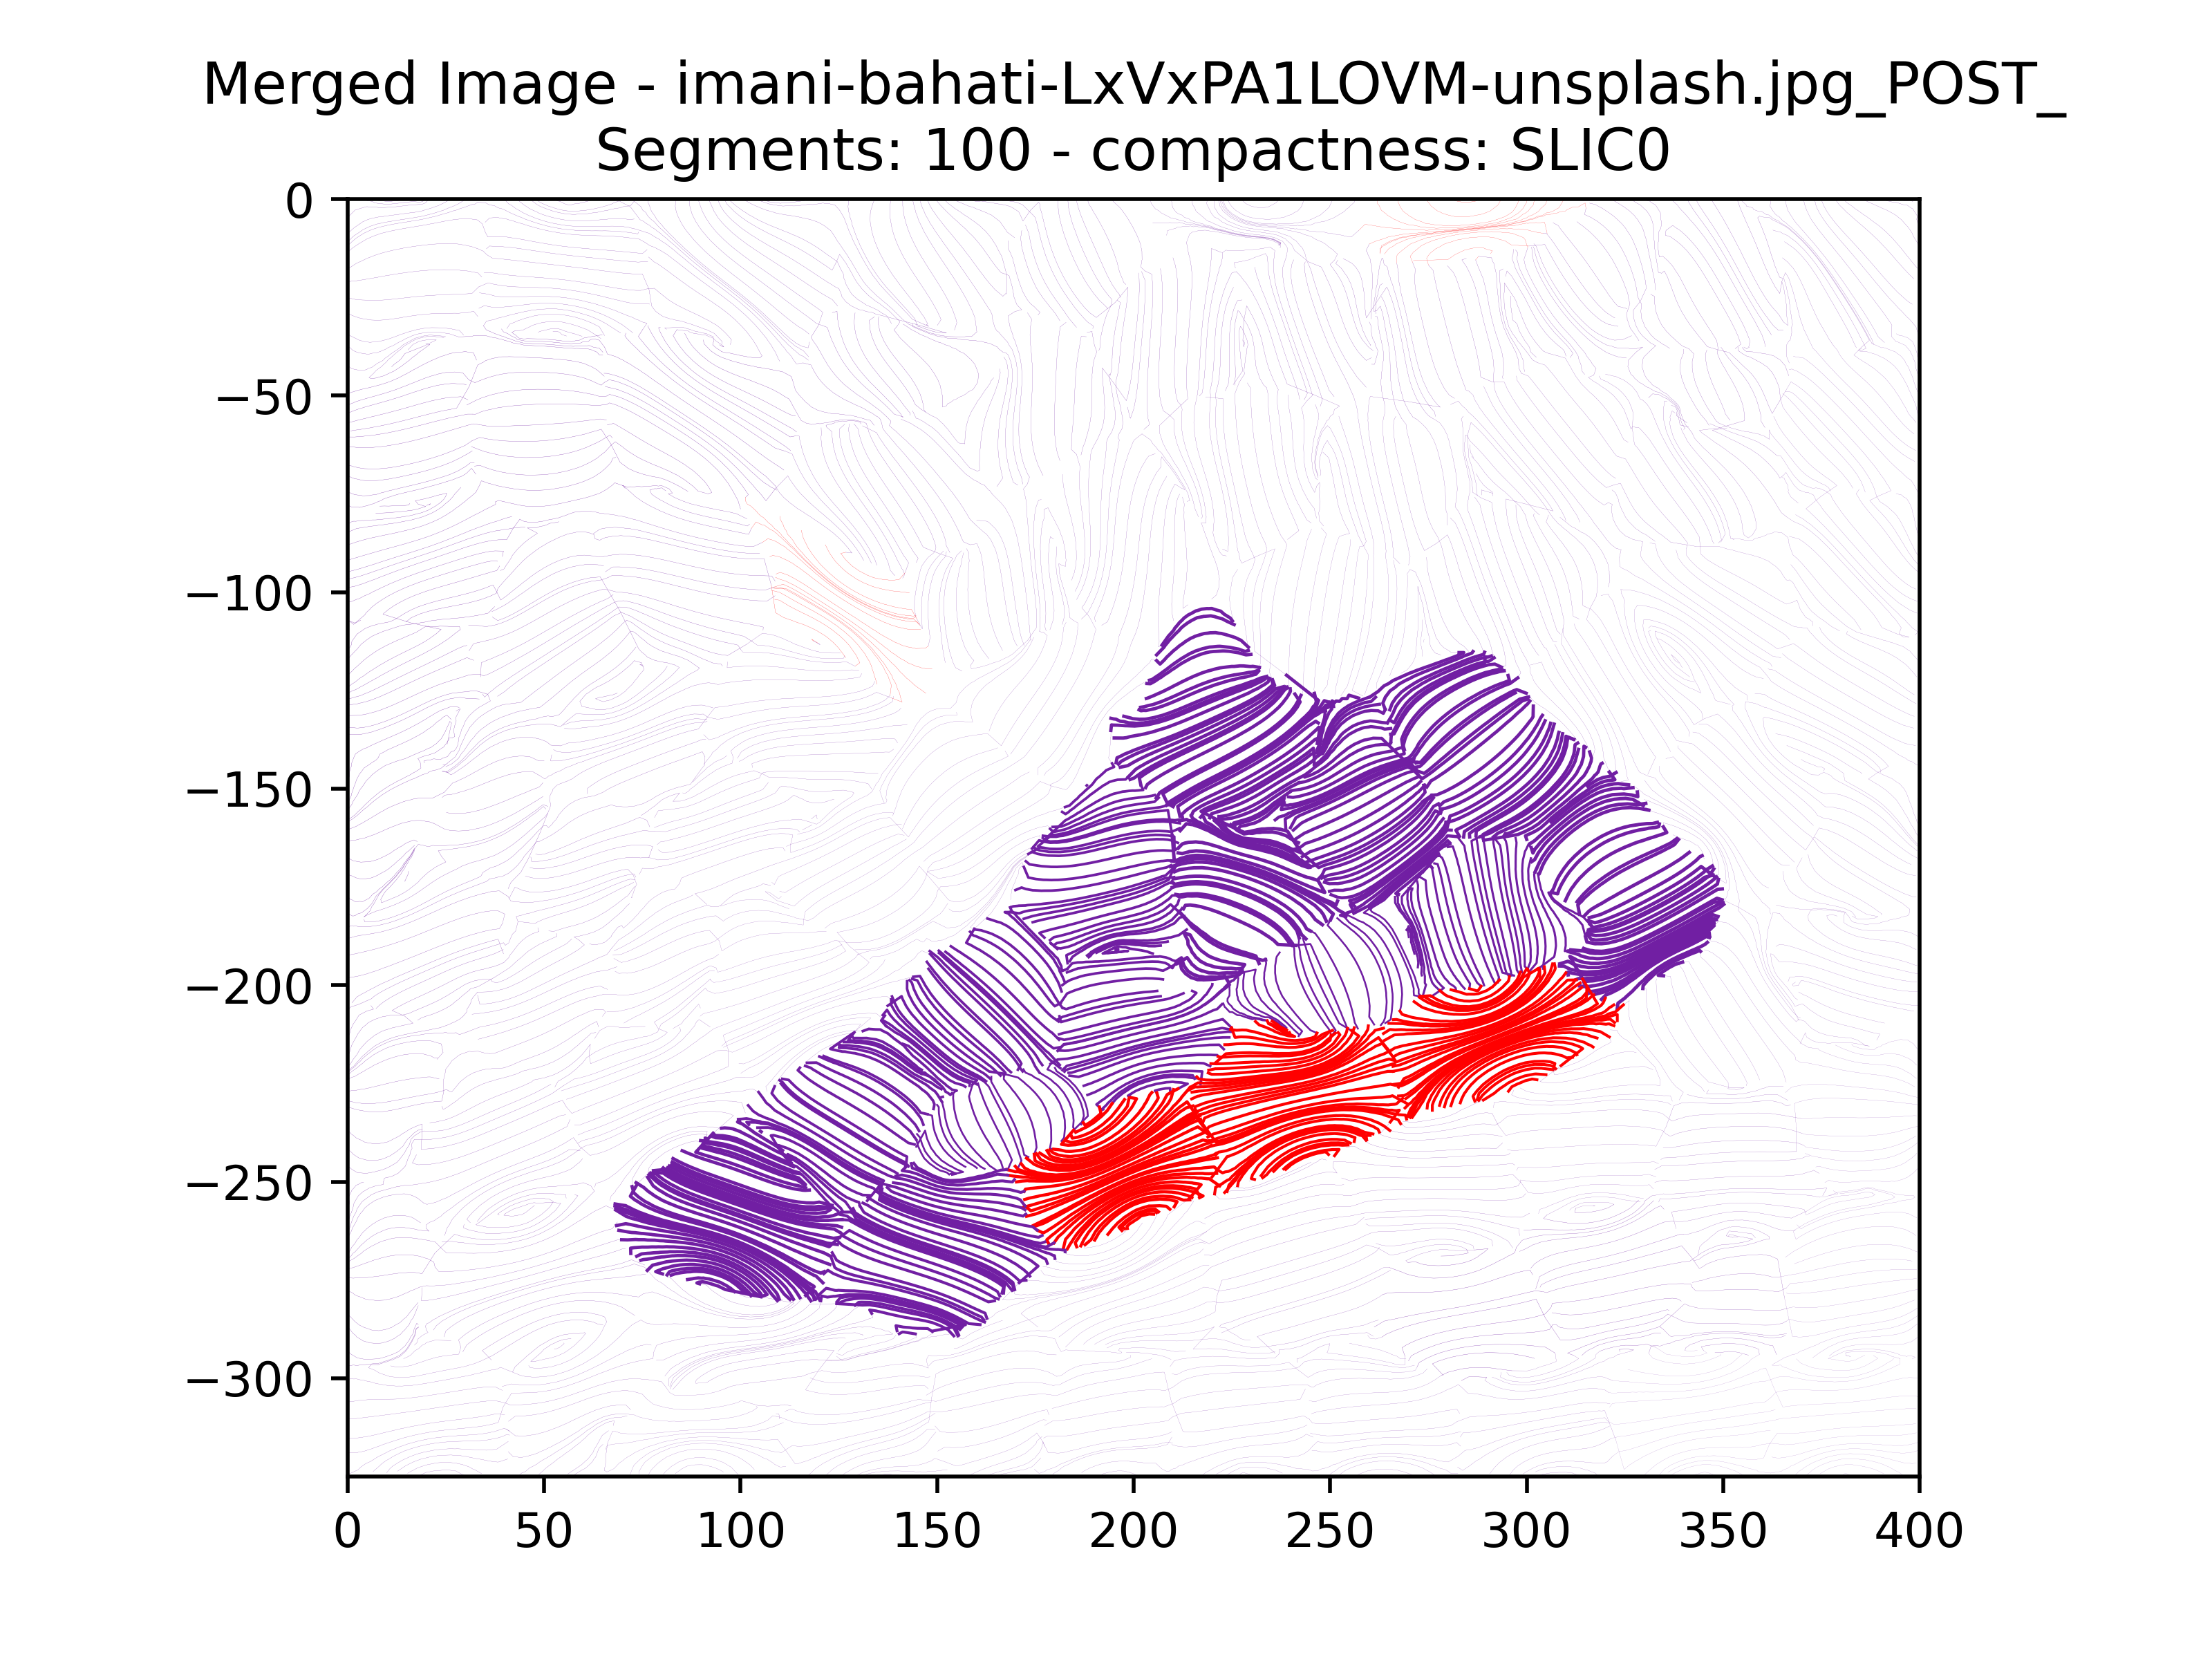 Merged Image - imani-bahati-LxVxPA1LOVM-unsplash.jpg_POST_
Segments: 100 - compactness: SLIC0
0
−50
−100
−150
−200
−250
−300
0 50 100 150 200 250 300 350 400